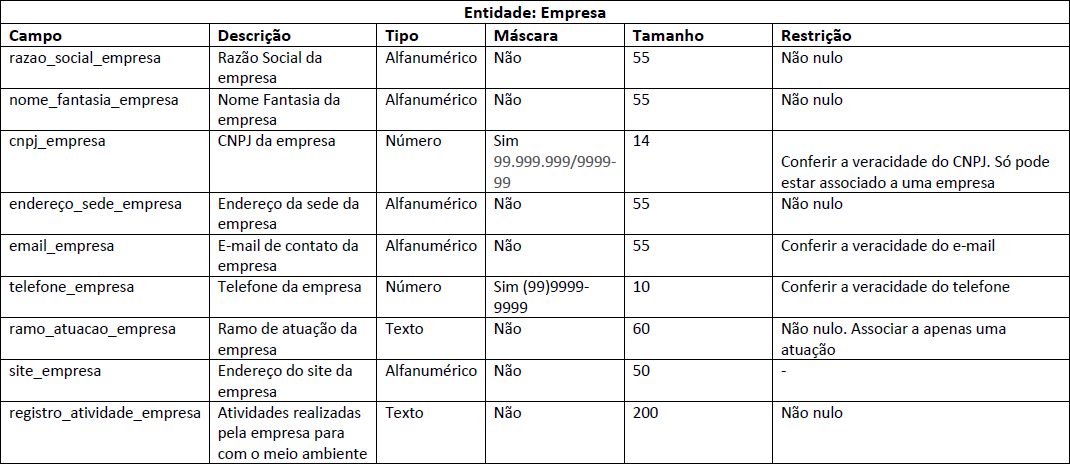 Entidade: Empresa
Campo Descrição Tipo Máscara Tamanho Restrição
razao_social_empresa Razão Social da Alfanumérico Não 55 Não nulo
empresa
nome_fantasia_empresa Nome Fantasia da Alfanumérico Não 55 Não nulo
empresa
cnpj_empresa CNPJ da empresa Número Sim 14
99.999.999/9999- Conferir a veracidade do CNPJ. Só pode
99 estar associado a uma empresa
endereço_sede_empresa Endereço da sede da Alfanumérico Não 55 Não nulo
empresa
email_empresa E-mail de contato da Alfanumérico Não 55 Conferir a veracidade do e-mail
empresa
telefone_empresa Telefone da empresa Número Sim (99)9999- 10 Conferir a veracidade do telefone
9999
ramo_atuacao_empresa Ramo de atuação da Texto Não 60 Não nulo. Associar a apenas uma
empresa atuação
site_empresa Endereço do site da Alfanumérico Não 50 -
empresa
registro_atividade_empresa Atividades realizadas Texto Não 200 Não nulo
pela empresa para
com o meio ambiente